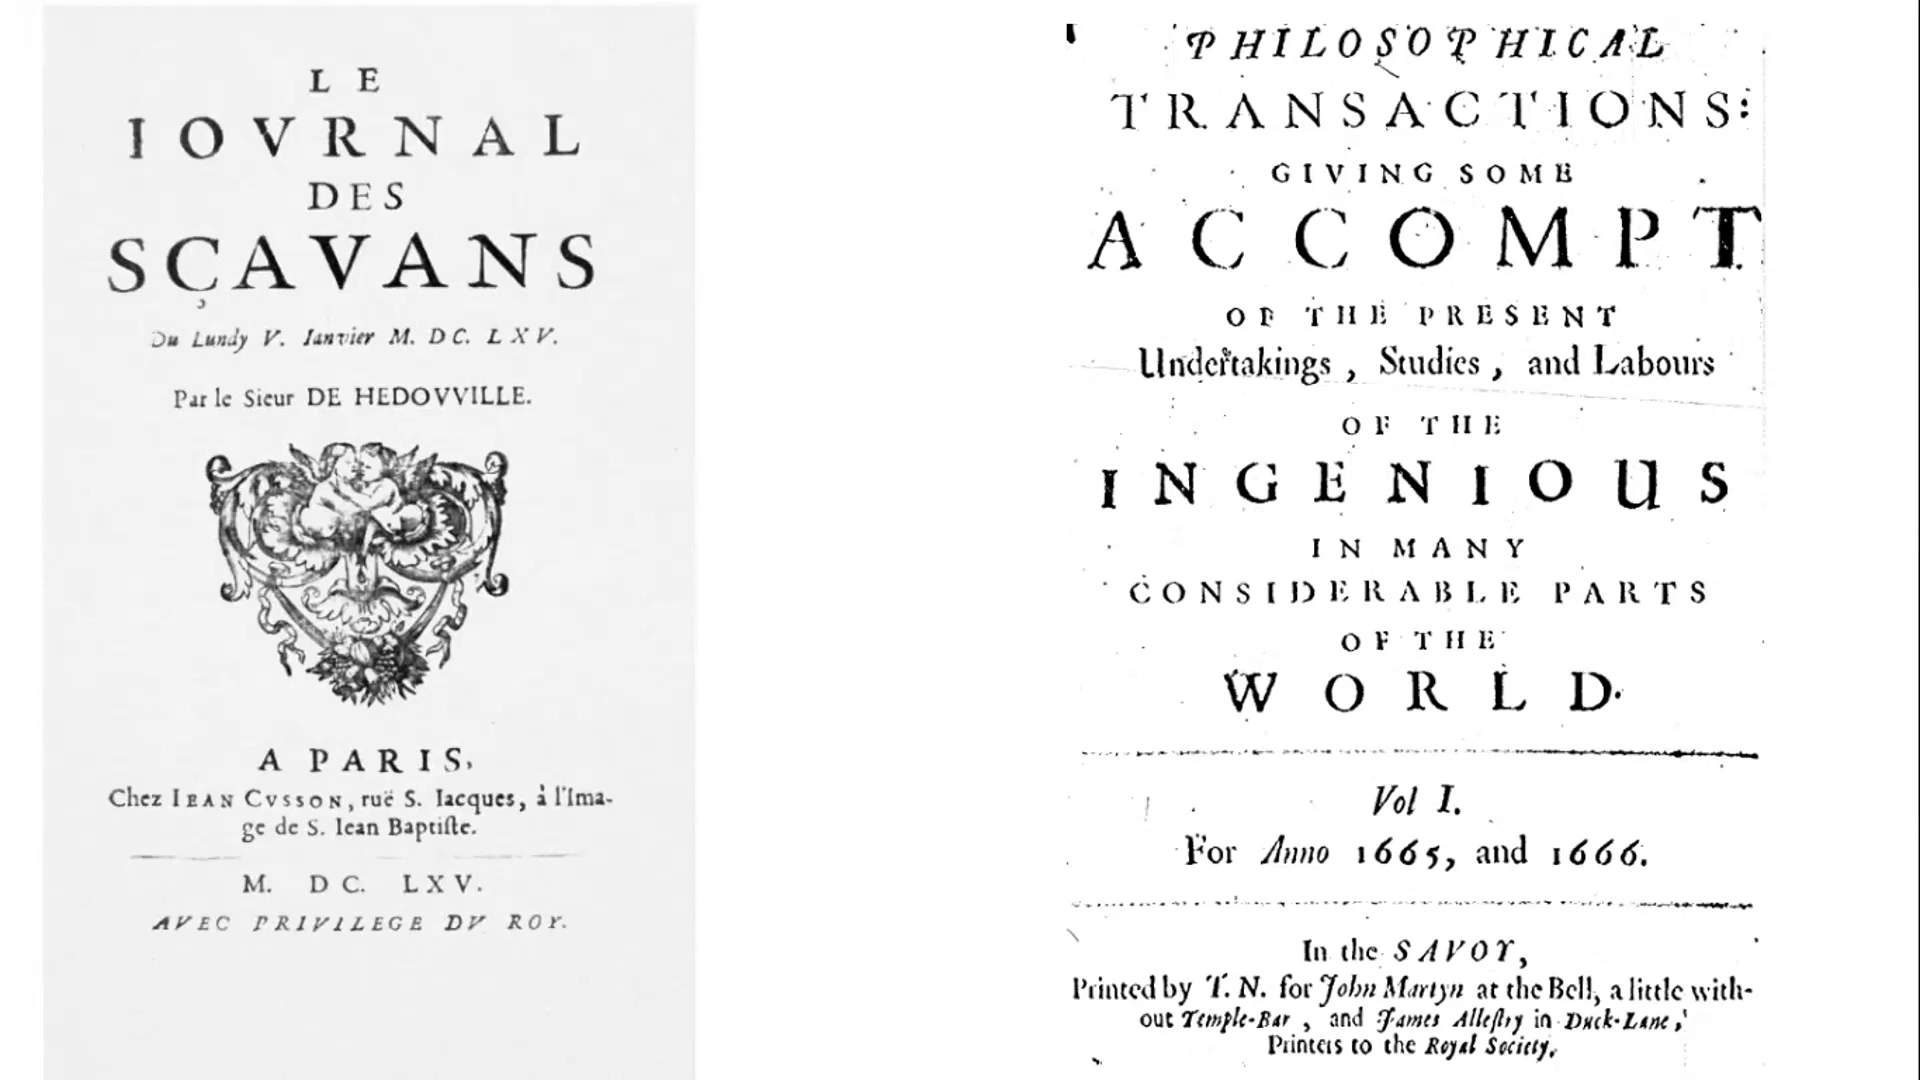 LE
IOVRNAL
DES
SÇAVANS
Du Lundy V. Ianvier M. DC. LXV.
Par le Sieur DE HEDOVVILLE.
A PARIS,
Chez IEAN CVSSON, ruë S. Iacques, à l'Ima-
ge de S. Iean Baptiſte.
M. DC. LXV.
AVEC PRIVILEGE DV ROY.
PHILOSOPHICAL
TRANSACTIONS:
GIVING SOME
ACCOMPT
OF THE PRESENT
Undertakings, Studies, and Labours
OF THE
INGENIOUS
IN MANY
CONSIDERABLE PARTS
OF THE
WORLD.
Vol I.
For Anno 1665, and 1666.
In the SAVOY,
Printed by T. N. for John Martyn at the Bell, a little with-
out Temple-Bar, and James Alleſtry in Duck-Lane,
Printers to the Royal Society.